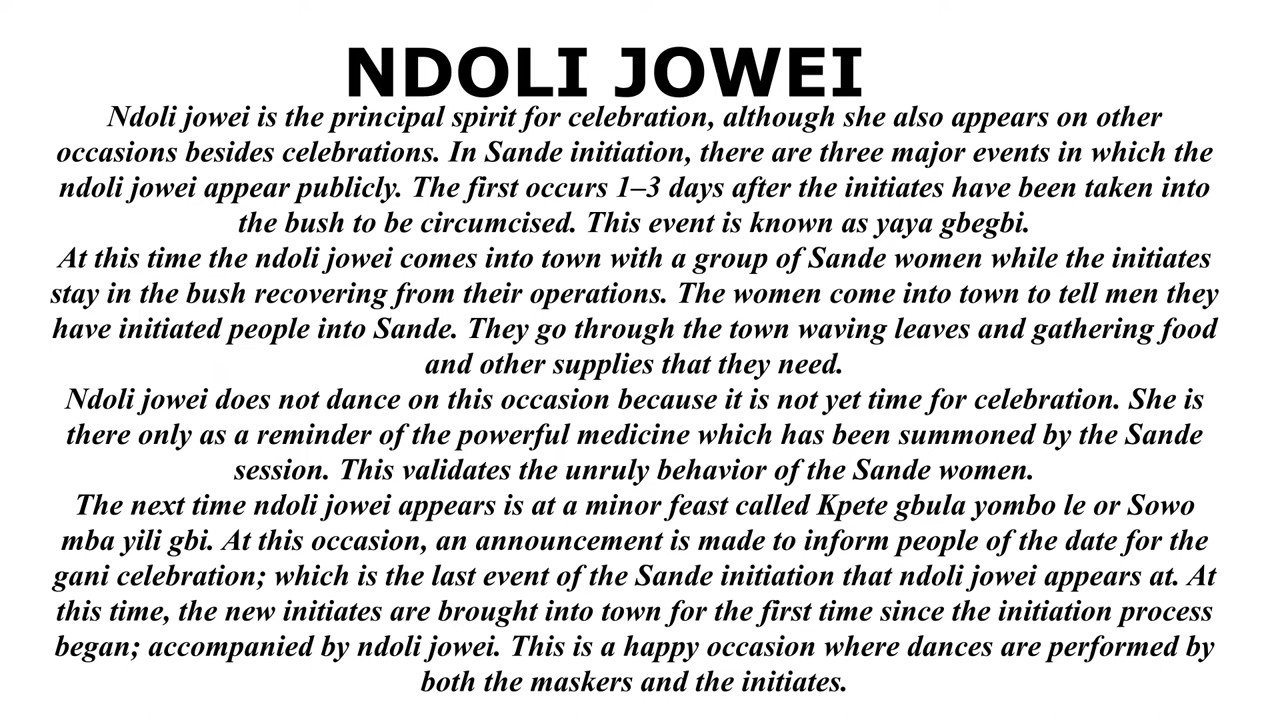 NDOLI JOWEI
Ndoli jowei is the principal spirit for celebration, although she also appears on other
occasions besides celebrations. In Sande initiation, there are three major events in which the
ndoli jowei appear publicly. The first occurs 1–3 days after the initiates have been taken into
the bush to be circumcised. This event is known as yaya gbegbi.
At this time the ndoli jowei comes into town with a group of Sande women while the initiates
stay in the bush recovering from their operations. The women come into town to tell men they
have initiated people into Sande. They go through the town waving leaves and gathering food
and other supplies that they need.
Ndoli jowei does not dance on this occasion because it is not yet time for celebration. She is
there only as a reminder of the powerful medicine which has been summoned by the Sande
session. This validates the unruly behavior of the Sande women.
The next time ndoli jowei appears is at a minor feast called Kpete gbula yombo le or Sowo
mba yili gbi. At this occasion, an announcement is made to inform people of the date for the
gani celebration; which is the last event of the Sande initiation that ndoli jowei appears at. At
this time, the new initiates are brought into town for the first time since the initiation process
began; accompanied by ndoli jowei. This is a happy occasion where dances are performed by
both the maskers and the initiates.